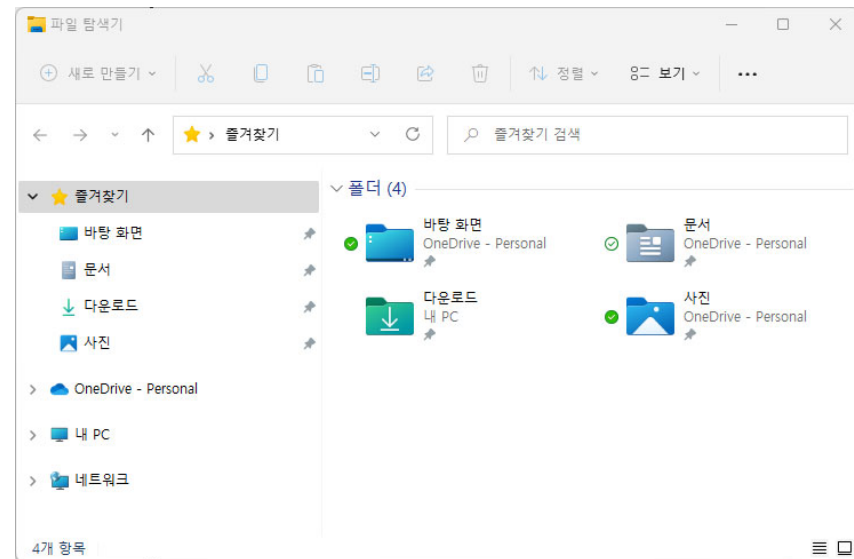 파일 탐색기
새로 만들기 정렬 보기
즐겨찾기 즐겨찾기 검색
즐겨찾기
바탕 화면
문서
다운로드
사진
OneDrive - Personal
내 PC
네트워크
폴더 (4)
바탕 화면
OneDrive - Personal
문서
OneDrive - Personal
다운로드
내 PC
사진
OneDrive - Personal
4개 항목